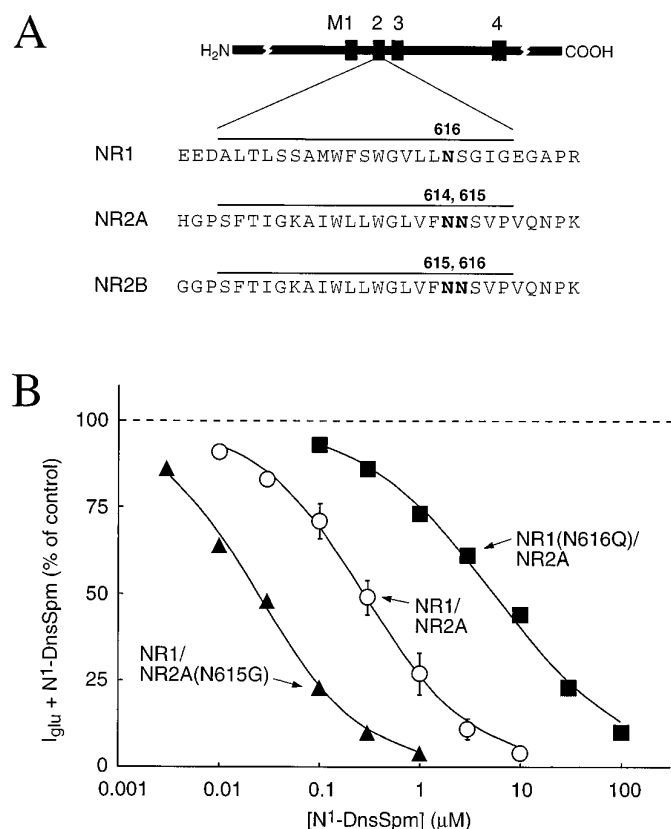 A
M1 2 3 4
H₂N COOH
616
NR1 EEDALTLSSAMWFSWGVLLNSGIGEGAPR
614, 615
NR2A HGPSFTIGKAIWLLWGLVFNNSVPVQNPK
615, 616
NR2B GGPSFTIGKAIWLLWGLVFNNSVPVQNPK
B
I_glu + N¹-DnsSpm (% of control)
100
75
50
25
0
NR1(N616Q)/
NR2A
NR1/
NR2A
NR1/
NR2A(N615G)
0.001 0.01 0.1 1 10 100
[N¹-DnsSpm] (µM)